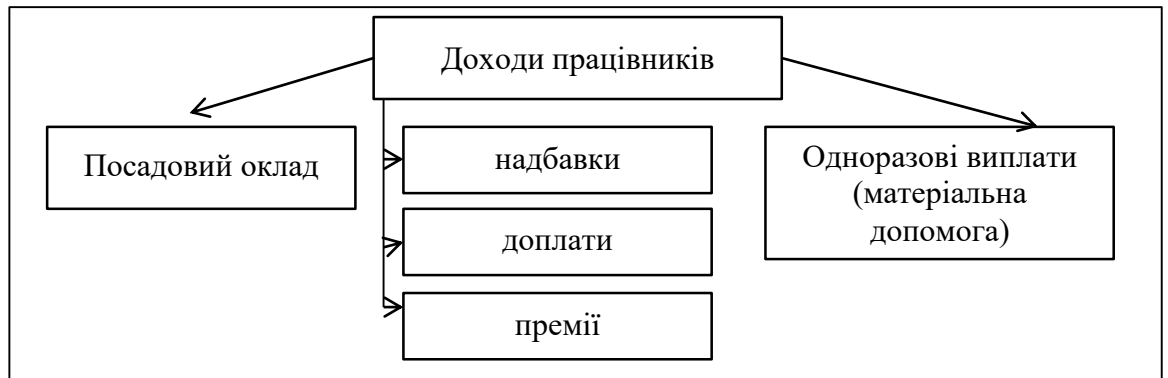 Доходи працівників
Посадовий оклад
надбавки
доплати
премії
Одноразові виплати
(матеріальна
допомога)